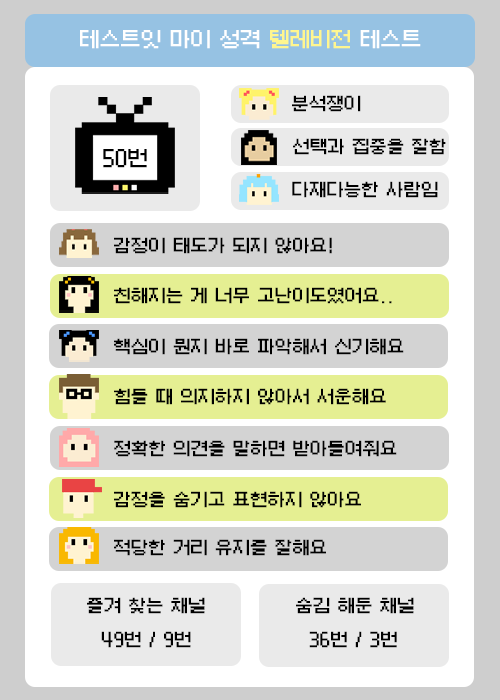 테스트잇 마이 성격 텔레비전 테스트
50번
분석쟁이
선택과 집중을 잘함
다재다능한 사람임
감정이 태도가 되지 않아요!
친해지는 게 너무 고난이도였어요..
핵심이 뭔지 바로 파악해서 신기해요
힘들 때 의지하지 않아서 서운해요
정확한 의견을 말하면 받아들여줘요
감정을 숨기고 표현하지 않아요
적당한 거리 유지를 잘해요
즐겨 찾는 채널
49번 / 9번
숨김 해둔 채널
36번 / 3번